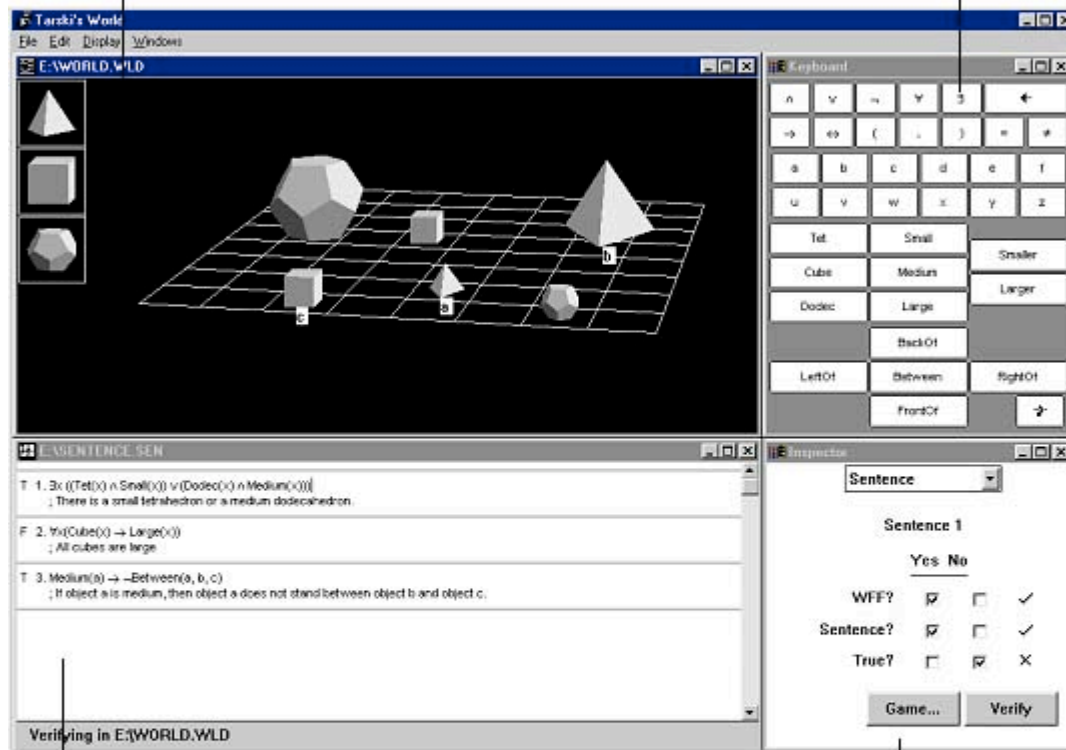 Tarski's World
File Edit Display Windows
E:\WORLD.WLD
b
a
c
Keyboard
∧ ∨ ¬ ∀ ∃ ←
→ ↔ ( , ) = ≠
a b c d e f
u v w x y z
Tet Small
Smaller
Cube Medium
Larger
Dodec Large
BackOf
LeftOf Between RightOf
FrontOf
E:\SENTENCE.SEN
T 1. ∃x ((Tet(x) ∧ Small(x)) ∨ (Dodec(x) ∧ Medium(x)))
; There is a small tetrahedron or a medium dodecahedron.
F 2. ∀x(Cube(x) → Large(x))
; All cubes are large
T 3. Medium(a) → ¬Between(a, b, c)
; If object a is medium, then object a does not stand between object b and object c.
Verifying in E:\WORLD.WLD
Inspector
Sentence
Sentence 1
Yes No
WFF?
Sentence?
True?
Game... Verify